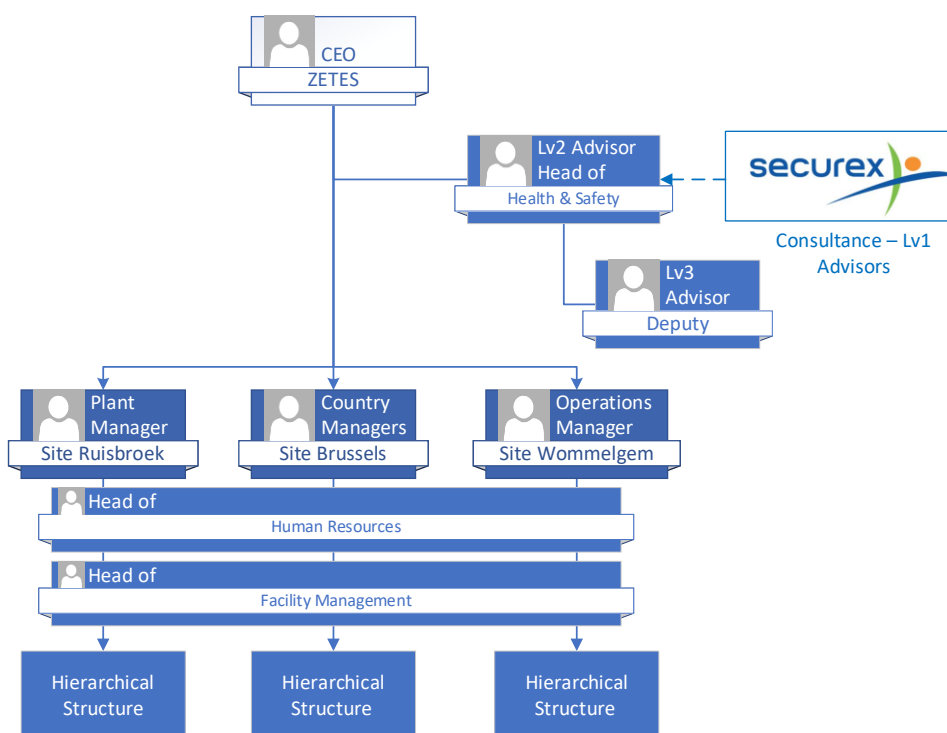 CEO
ZETES
Lv2 Advisor
Head of
Health & Safety
securex
Consultance – Lv1
Advisors
Lv3
Advisor
Deputy
Plant
Manager
Site Ruisbroek
Country
Managers
Site Brussels
Operations
Manager
Site Wommelgem
Head of
Human Resources
Head of
Facility Management
Hierarchical
Structure
Hierarchical
Structure
Hierarchical
Structure